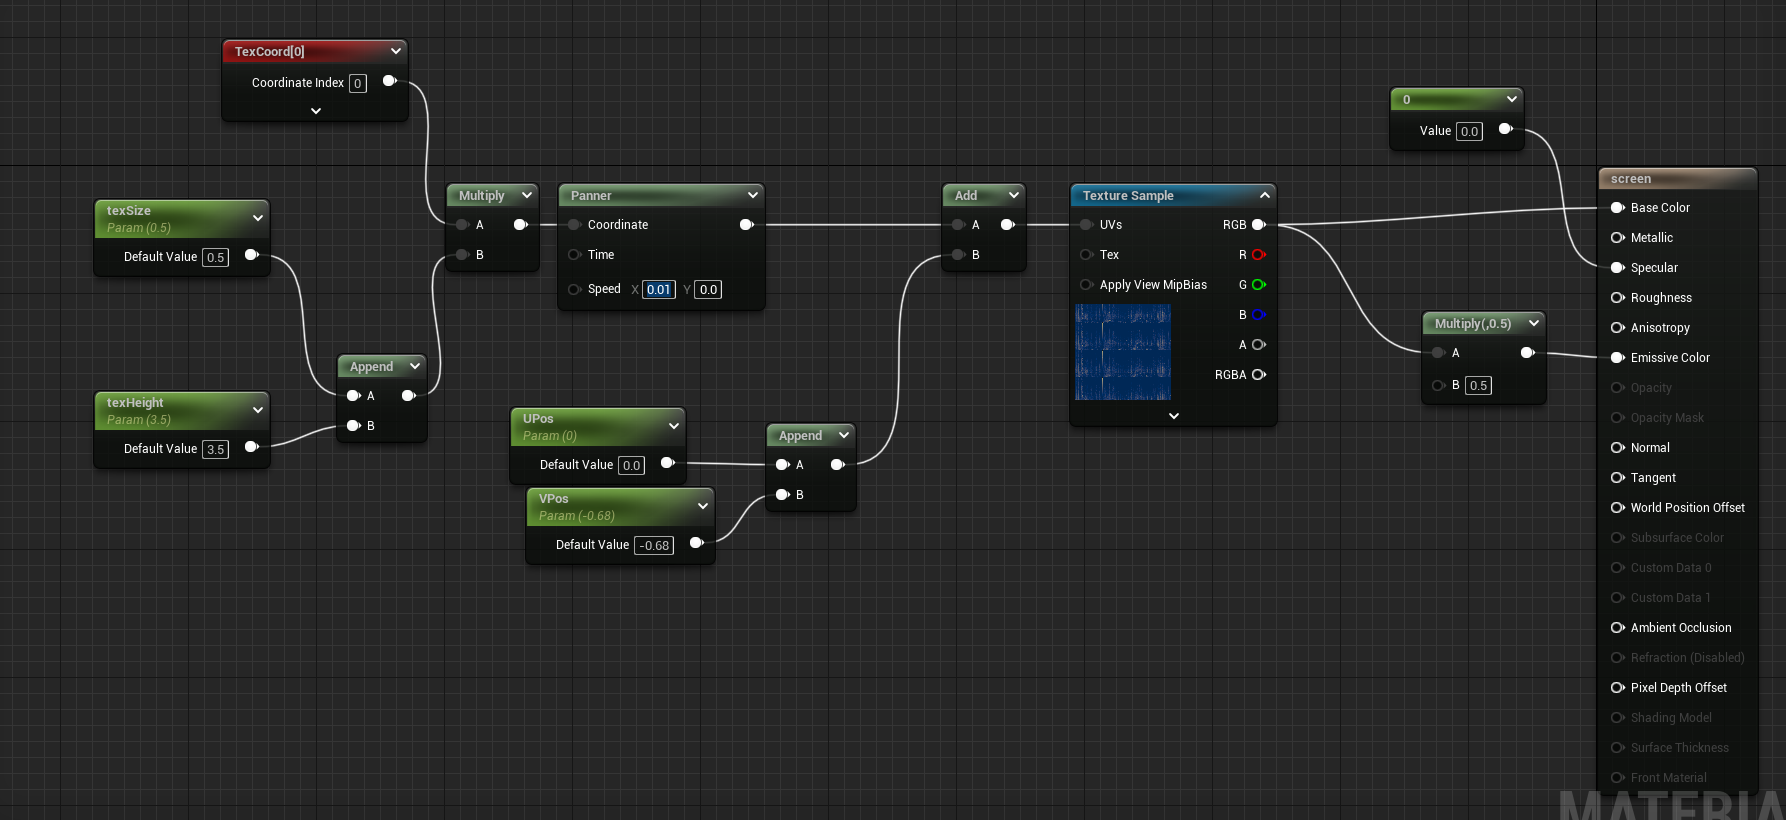 TexCoord[0]
Coordinate Index 0
texSize
Param (0.5)
Default Value 0.5
texHeight
Param (3.5)
Default Value 3.5
Append
A
B
Multiply
A
B
Panner
Coordinate
Time
Speed X 0.01 Y 0.0
UPos
Param (0)
Default Value 0.0
VPos
Param (-0.68)
Default Value -0.68
Append
A
B
Add
A
B
Texture Sample
UVs RGB
Tex R
Apply View MipBias G
B
A
RGBA
0
Value 0.0
Multiply(,0.5)
A
B 0.5
screen
Base Color
Metallic
Specular
Roughness
Anisotropy
Emissive Color
Opacity
Opacity Mask
Normal
Tangent
World Position Offset
Subsurface Color
Custom Data 0
Custom Data 1
Ambient Occlusion
Refraction (Disabled)
Pixel Depth Offset
Shading Model
Surface Thickness
Front Material
MATERIA